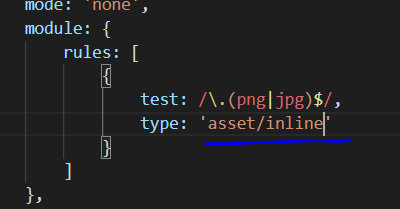 mode: 'none',
module: {
rules: [
{
test: /\.(png|jpg)$/,
type: 'asset/inline'
}
]
},